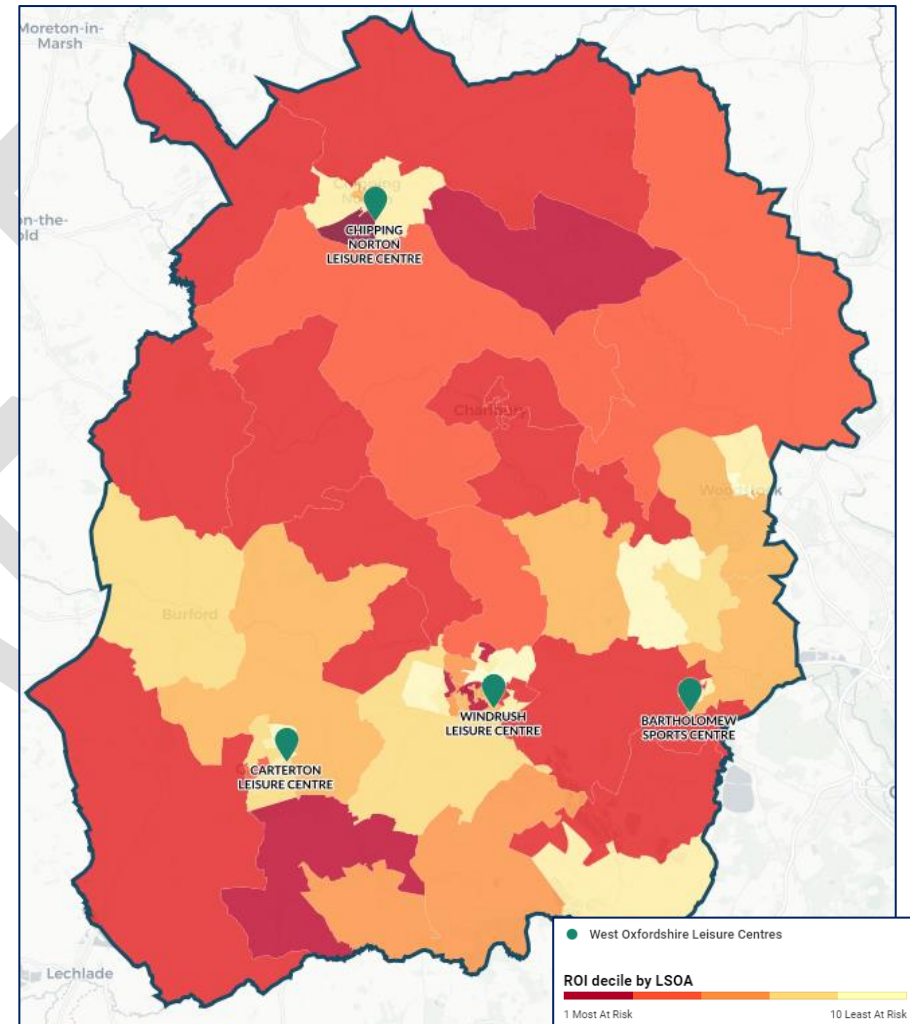 Moreton-in-
Marsh
on-the-
old
Chipping
Norton
CHIPPING
NORTON
LEISURE CENTRE
Charlbury
Woodstock
Burford
WINDRUSH
LEISURE CENTRE
BARTHOLOMEW
SPORTS CENTRE
CARTERTON
LEISURE CENTRE
Lechlade
West Oxfordshire Leisure Centres
ROI decile by LSOA
1 Most At Risk
10 Least At Risk